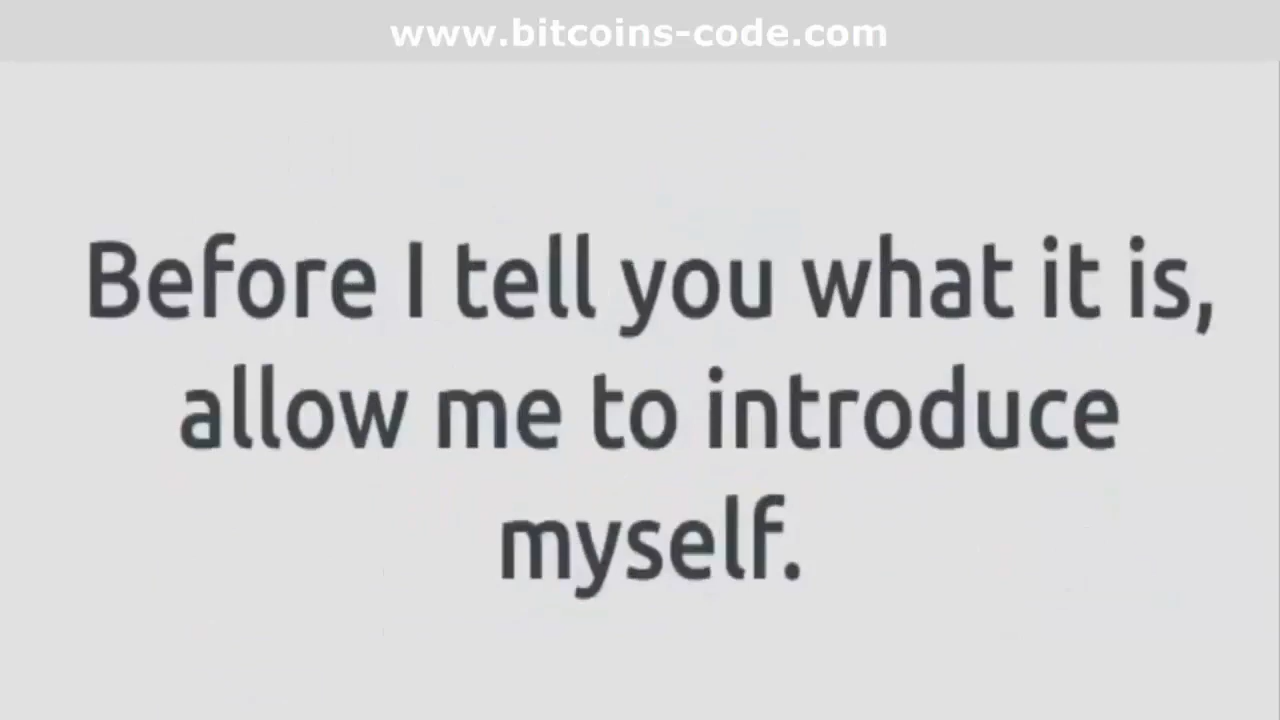 www.bitcoins-code.com
Before I tell you what it is,
allow me to introduce
myself.